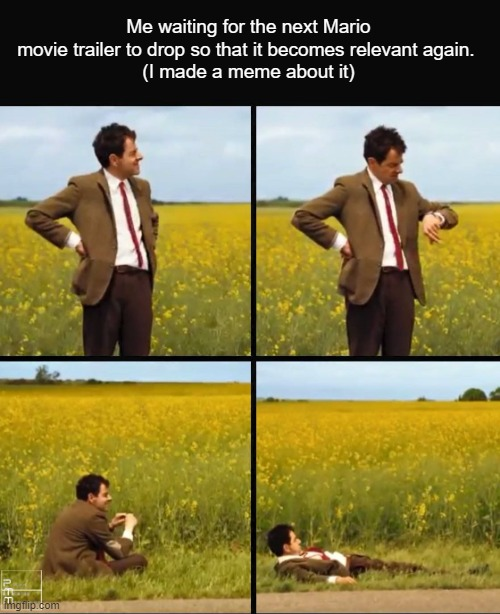 Me waiting for the next Mario
movie trailer to drop so that it becomes relevant again.
(I made a meme about it)
imgflip.com